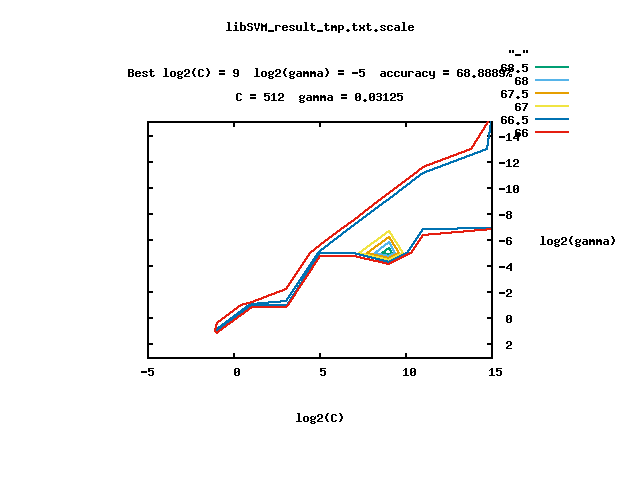 libSVM_result_tmp.txt.scale
"-"
Best log2(C) = 9 log2(gamma) = -5 accuracy = 68.8889%
68.5
68
67.5
C = 512 gamma = 0.03125
67
66.5
66
-14
-12
-10
-8
-6
log2(gamma)
-4
-2
0
2
-5 0 5 10 15
log2(C)